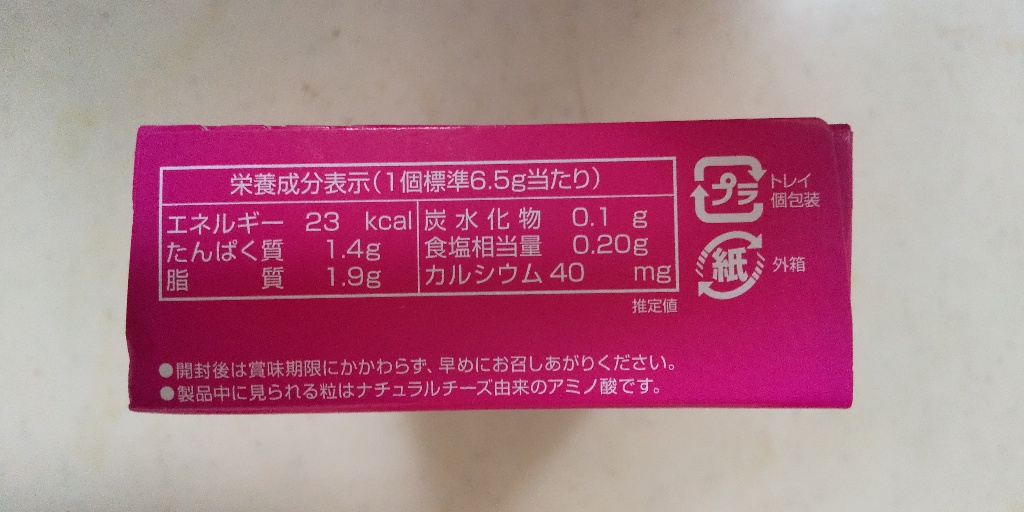 栄養成分表示(1個標準6.5g当たり)
エネルギー 23 kcal
たんぱく質 1.4g
脂 質 1.9g
炭水化物 0.1 g
食塩相当量 0.20g
カルシウム 40 mg
推定値
プラ
トレイ
個包装
紙
外箱
●開封後は賞味期限にかかわらず、早めにお召しあがりください。
●製品中に見られる粒はナチュラルチーズ由来のアミノ酸です。